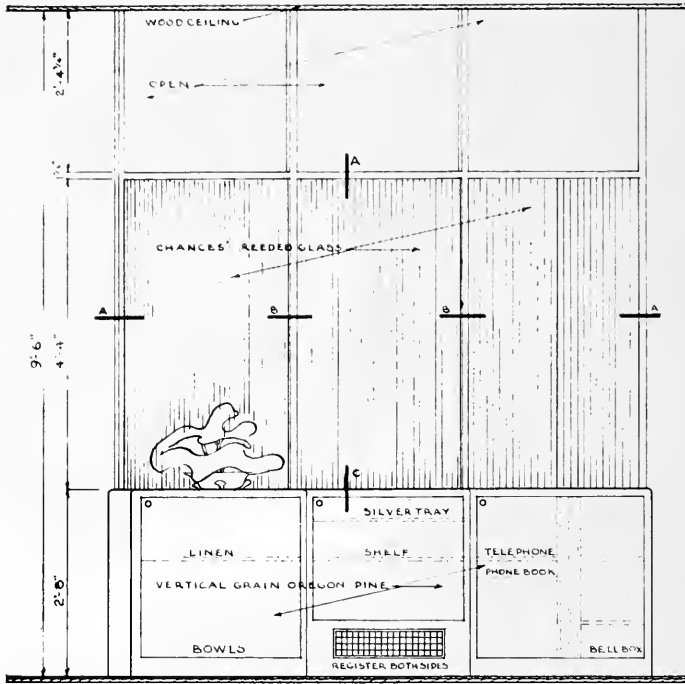 WOOD CEILING
2'-4¼"
OPEN
A
CHANCES' REEDED GLASS
A
B
B
A
9'-6"
4'-4"
C
SILVER TRAY
LINEN
SHELF
TELEPHONE
PHONE BOOK
VERTICAL GRAIN OREGON PINE
2'-8"
BOWLS
BELL BOX
REGISTER BOTH SIDES